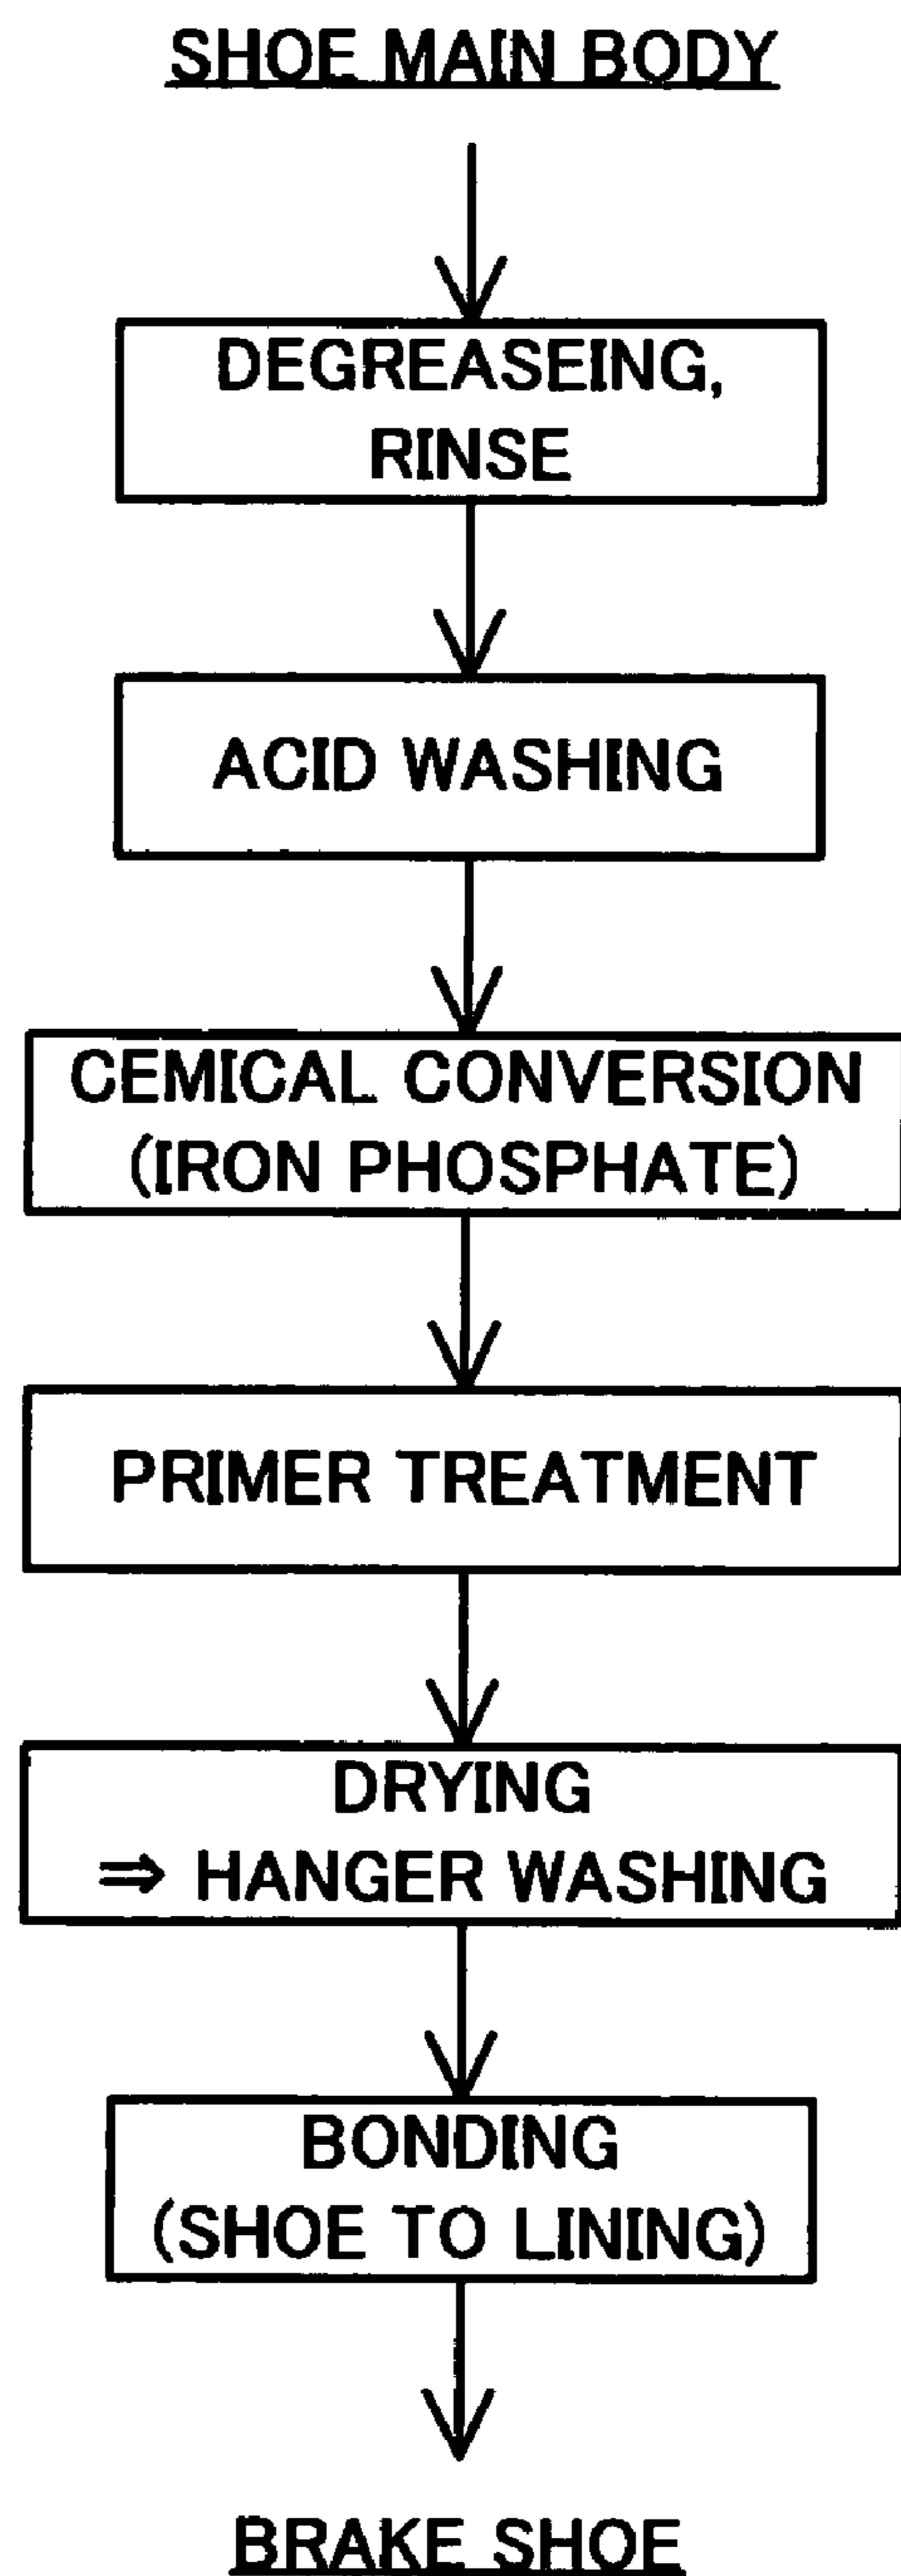 SHOE MAIN BODY
DEGREASEING,
RINSE
ACID WASHING
CEMICAL CONVERSION
(IRON PHOSPHATE)
PRIMER TREATMENT
DRYING
⇒ HANGER WASHING
BONDING
(SHOE TO LINING)
BRAKE SHOE